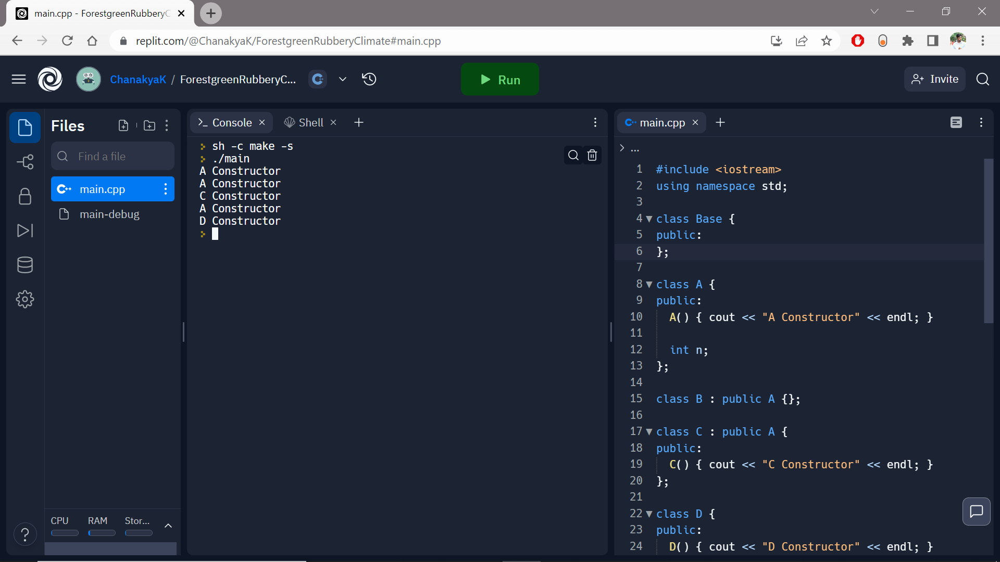 main.cpp - ForestgreenRubberyC
replit.com/@ChanakyaK/ForestgreenRubberyClimate#main.cpp
ChanakyaK / ForestgreenRubberyC...
Run
Invite
Files
Find a file
main.cpp
main-debug
CPU RAM Stor...
?
Console
Shell
sh -c make -s
./main
A Constructor
A Constructor
C Constructor
A Constructor
D Constructor
main.cpp
...
1 #include <iostream>
2 using namespace std;
3
4 class Base {
5 public:
6 };
7
8 class A {
9 public:
10 A() { cout << "A Constructor" << endl; }
11
12 int n;
13 };
14
15 class B : public A {};
16
17 class C : public A {
18 public:
19 C() { cout << "C Constructor" << endl; }
20 };
21
22 class D {
23 public:
24 D() { cout << "D Constructor" << endl; }